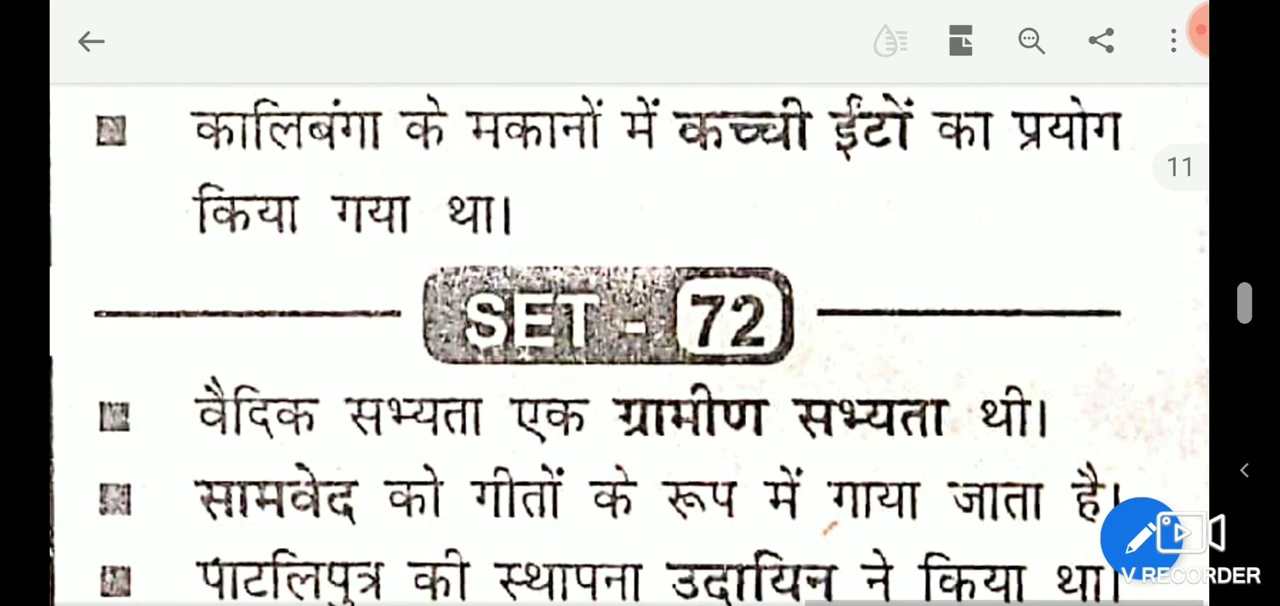 11
कालिबंगा के मकानों में कच्ची ईंटों का प्रयोग
किया गया था।
SET - 72
वैदिक सभ्यता एक ग्रामीण सभ्यता थी।
सामवेद को गीतों के रूप में गाया जाता है।
पाटलिपुत्र की स्थापना उदायिन ने किया था।
V RECORDER